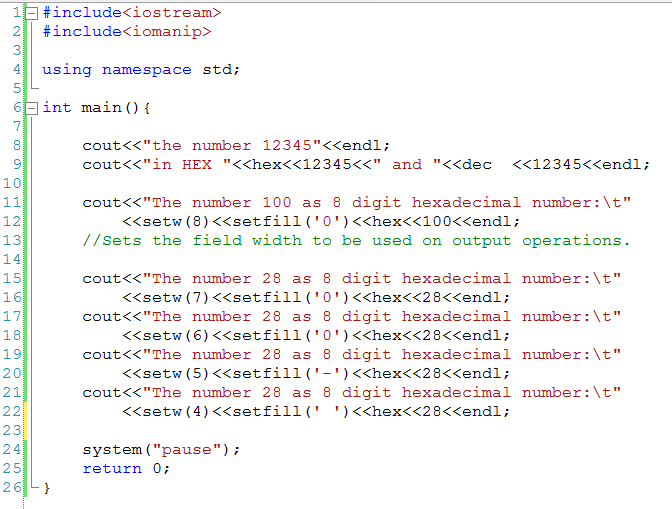 1 #include<iostream>
2 #include<iomanip>
3
4 using namespace std;
5
6 int main(){
7
8     cout<<"the number 12345"<<endl;
9     cout<<"in HEX "<<hex<<12345<<" and "<<dec  <<12345<<endl;
10
11     cout<<"The number 100 as 8 digit hexadecimal number:\t"
12         <<setw(8)<<setfill('0')<<hex<<100<<endl;
13     //Sets the field width to be used on output operations.
14
15     cout<<"The number 28 as 8 digit hexadecimal number:\t"
16         <<setw(7)<<setfill('0')<<hex<<28<<endl;
17     cout<<"The number 28 as 8 digit hexadecimal number:\t"
18         <<setw(6)<<setfill('0')<<hex<<28<<endl;
19     cout<<"The number 28 as 8 digit hexadecimal number:\t"
20         <<setw(5)<<setfill('-')<<hex<<28<<endl;
21     cout<<"The number 28 as 8 digit hexadecimal number:\t"
22         <<setw(4)<<setfill(' ')<<hex<<28<<endl;
23
24     system("pause");
25     return 0;
26 }